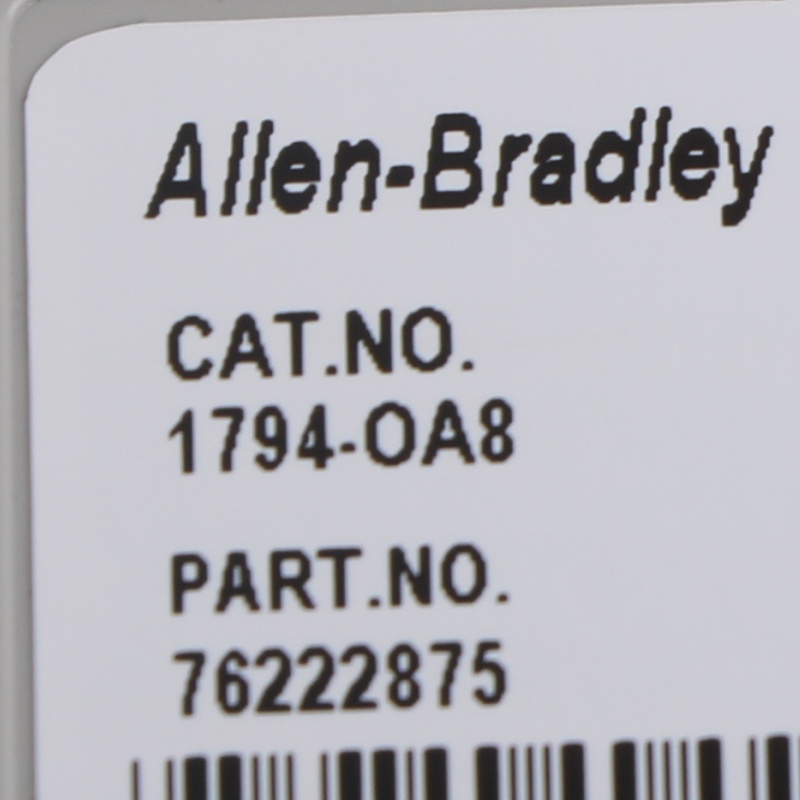 Allen-Bradley
CAT.NO.
1794-OA8
PART.NO.
76222875